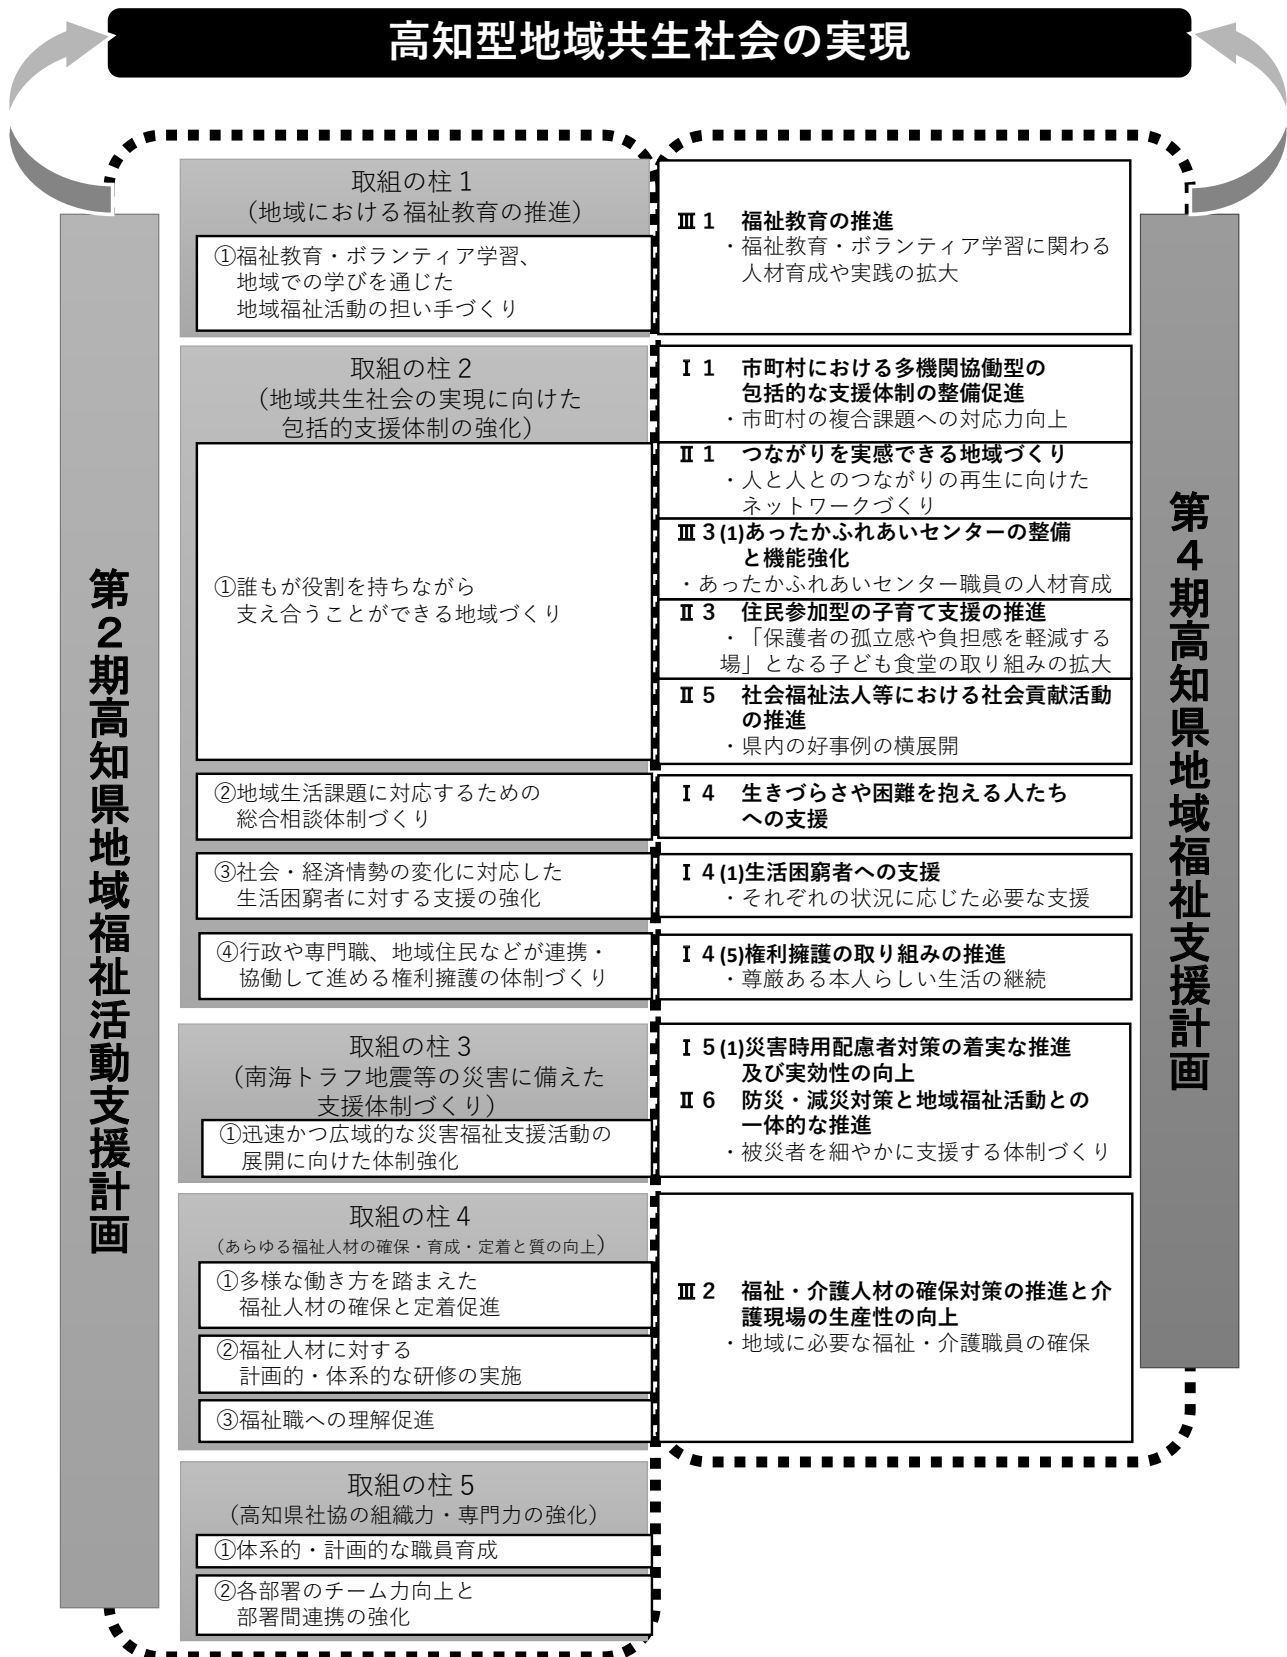 高知型地域共生社会の実現
第２期高知県地域福祉活動支援計画
取組の柱１
（地域における福祉教育の推進）
①福祉教育・ボランティア学習、
地域での学びを通じた
地域福祉活動の担い手づくり
取組の柱２
（地域共生社会の実現に向けた
包括的支援体制の強化）
①誰もが役割を持ちながら
支え合うことができる地域づくり
②地域生活課題に対応するための
総合相談体制づくり
③社会・経済情勢の変化に対応した
生活困窮者に対する支援の強化
④行政や専門職、地域住民などが連携・
協働して進める権利擁護の体制づくり
取組の柱３
（南海トラフ地震等の災害に備えた
支援体制づくり）
①迅速かつ広域的な災害福祉支援活動の
展開に向けた体制強化
取組の柱４
（あらゆる福祉人材の確保・育成・定着と質の向上）
①多様な働き方を踏まえた
福祉人材の確保と定着促進
②福祉人材に対する
計画的・体系的な研修の実施
③福祉職への理解促進
取組の柱５
（高知県社協の組織力・専門力の強化）
①体系的・計画的な職員育成
②各部署のチーム力向上と
部署間連携の強化
Ⅲ１　福祉教育の推進
・福祉教育・ボランティア学習に関わる
人材育成や実践の拡大
Ⅰ１　市町村における多機関協働型の
包括的な支援体制の整備促進
・市町村の複合課題への対応力向上
Ⅱ１　つながりを実感できる地域づくり
・人と人とのつながりの再生に向けた
ネットワークづくり
Ⅲ３(1)あったかふれあいセンターの整備
と機能強化
・あったかふれあいセンター職員の人材育成
Ⅱ３　住民参加型の子育て支援の推進
・「保護者の孤立感や負担感を軽減する
場」となる子ども食堂の取り組みの拡大
Ⅱ５　社会福祉法人等における社会貢献活動
の推進
・県内の好事例の横展開
Ⅰ４　生きづらさや困難を抱える人たち
への支援
Ⅰ４(1)生活困窮者への支援
・それぞれの状況に応じた必要な支援
Ⅰ４(5)権利擁護の取り組みの推進
・尊厳ある本人らしい生活の継続
Ⅰ５(1)災害時用配慮者対策の着実な推進
及び実効性の向上
Ⅱ６　防災・減災対策と地域福祉活動との
一体的な推進
・被災者を細やかに支援する体制づくり
Ⅲ２　福祉・介護人材の確保対策の推進と介
護現場の生産性の向上
・地域に必要な福祉・介護職員の確保
第４期高知県地域福祉支援計画